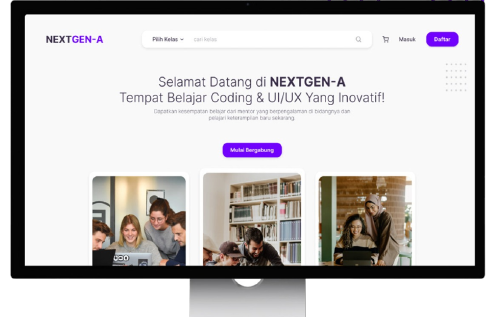 NEXTGEN-A
Pilih Kelas
cari Kelas
Masuk
Daftar
Selamat Datang di NEXTGEN-A
Tempat Belajar Coding & UI/UX Yang Inovatif!
Dapatkan kesempatan belajar dari mentor yang berpengalaman di bidangnya dan
pelajari keterampilan baru sekarang.
Mulai Bergabung